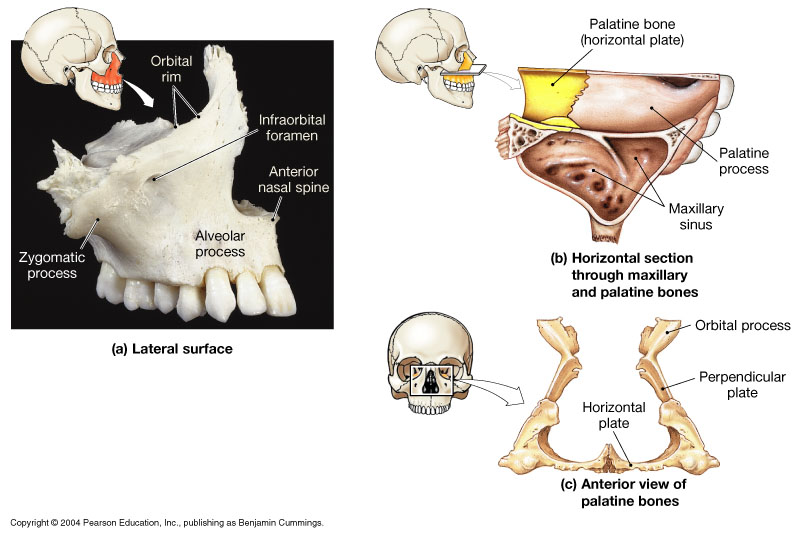 Orbital
rim
Infraorbital
foramen
Anterior
nasal spine
Alveolar
process
Zygomatic
process
(a) Lateral surface
Palatine bone
(horizontal plate)
Palatine
process
Maxillary
sinus
(b) Horizontal section
through maxillary
and palatine bones
Orbital process
Perpendicular
plate
Horizontal
plate
(c) Anterior view of
palatine bones
Copyright © 2004 Pearson Education, Inc., publishing as Benjamin Cummings.